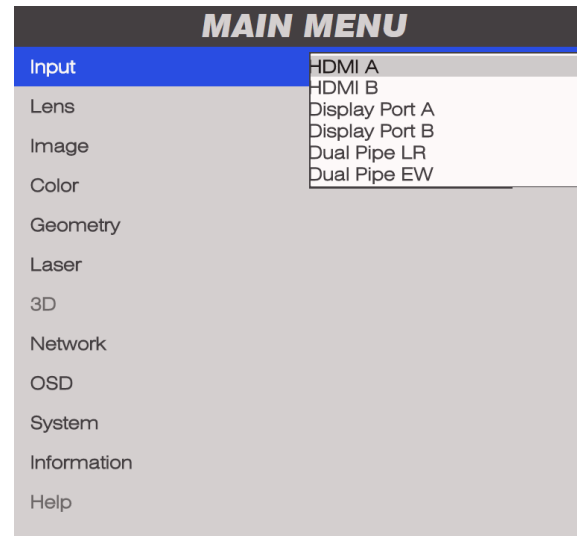 MAIN MENU
Input
HDMI A
HDMI B
Display Port A
Display Port B
Dual Pipe LR
Dual Pipe EW
Lens
Image
Color
Geometry
Laser
3D
Network
OSD
System
Information
Help